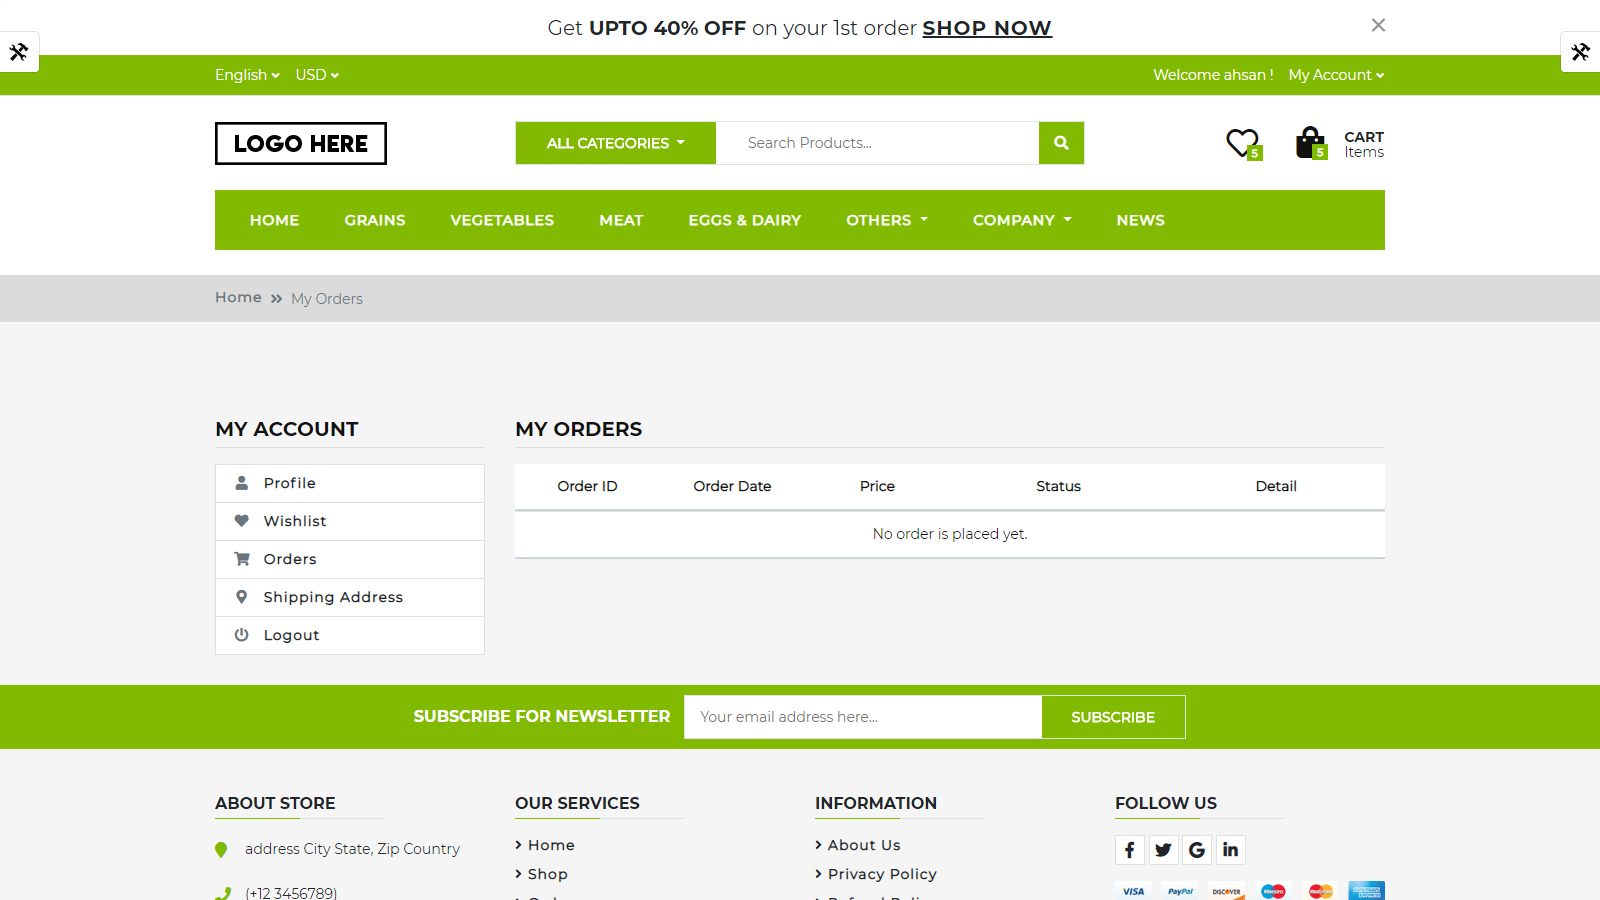 Get UPTO 40% OFF on your 1st order SHOP NOW
English USD Welcome ahsan ! My Account
LOGO HERE ALL CATEGORIES Search Products... 5 5 CART
Items
HOME GRAINS VEGETABLES MEAT EGGS & DAIRY OTHERS COMPANY NEWS
Home » My Orders
MY ACCOUNT
Profile
Wishlist
Orders
Shipping Address
Logout
MY ORDERS
Order ID Order Date Price Status Detail
No order is placed yet.
SUBSCRIBE FOR NEWSLETTER Your email address here... SUBSCRIBE
ABOUT STORE
address City State, Zip Country
(+12 3456789)
OUR SERVICES
Home
Shop
INFORMATION
About Us
Privacy Policy
FOLLOW US
VISA PayPal DISCOVER Maestro MasterCard